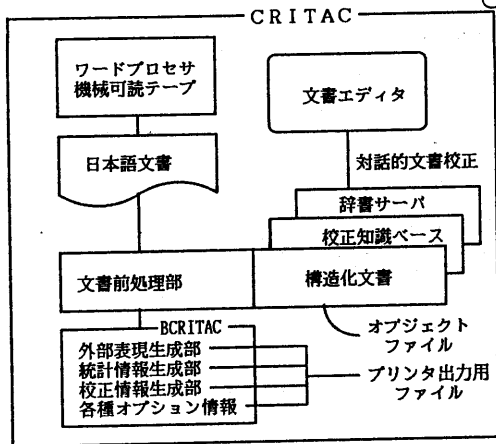 CRITAC
ワードプロセサ
機械可読テープ
文書エディタ
日本語文書
対話的文書校正
辞書サーバ
校正知識ベース
文書前処理部
構造化文書
BCRITAC
オブジェクト
ファイル
外部表現生成部
統計情報生成部
校正情報生成部
各種オプション情報
プリンタ出力用
ファイル